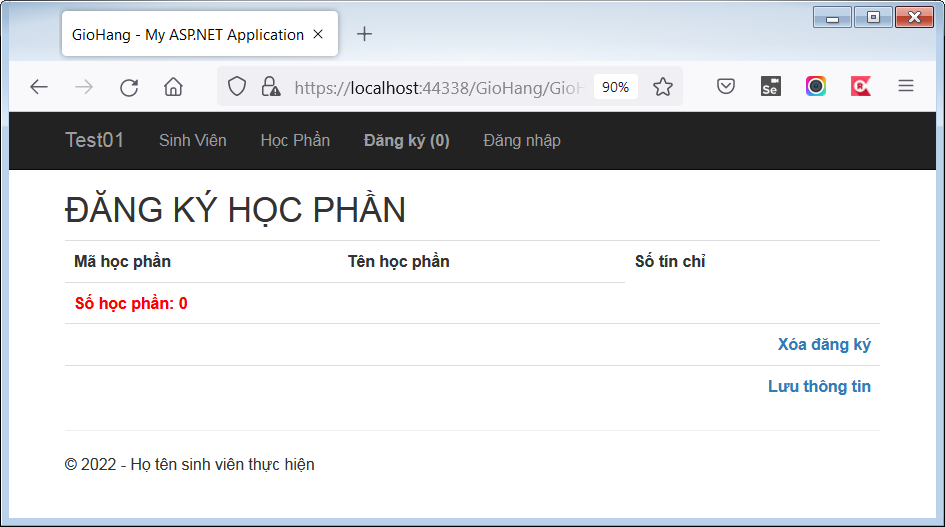 GioHang - My ASP.NET Application
https://localhost:44338/GioHang/GioH
90%
Se
Test01 Sinh Viên Học Phần Đăng ký (0) Đăng nhập
ĐĂNG KÝ HỌC PHẦN
Mã học phần Tên học phần Số tín chỉ
Số học phần: 0
Xóa đăng ký
Lưu thông tin
© 2022 - Họ tên sinh viên thực hiện